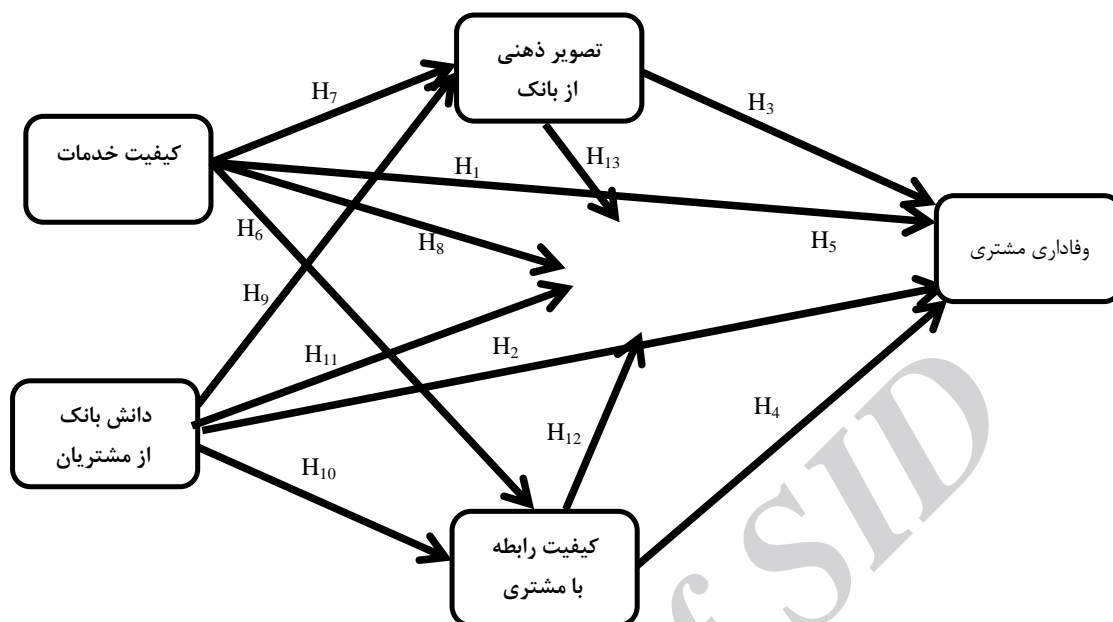 تصویر ذهنی
از بانک
H7
H3
H13
کیفیت خدمات
H1
H6
H8
H5
وفاداری مشتری
H9
H11
H2
دانش بانک
از مشتریان
H12
H4
H10
کیفیت رابطه
با مشتری
f SID